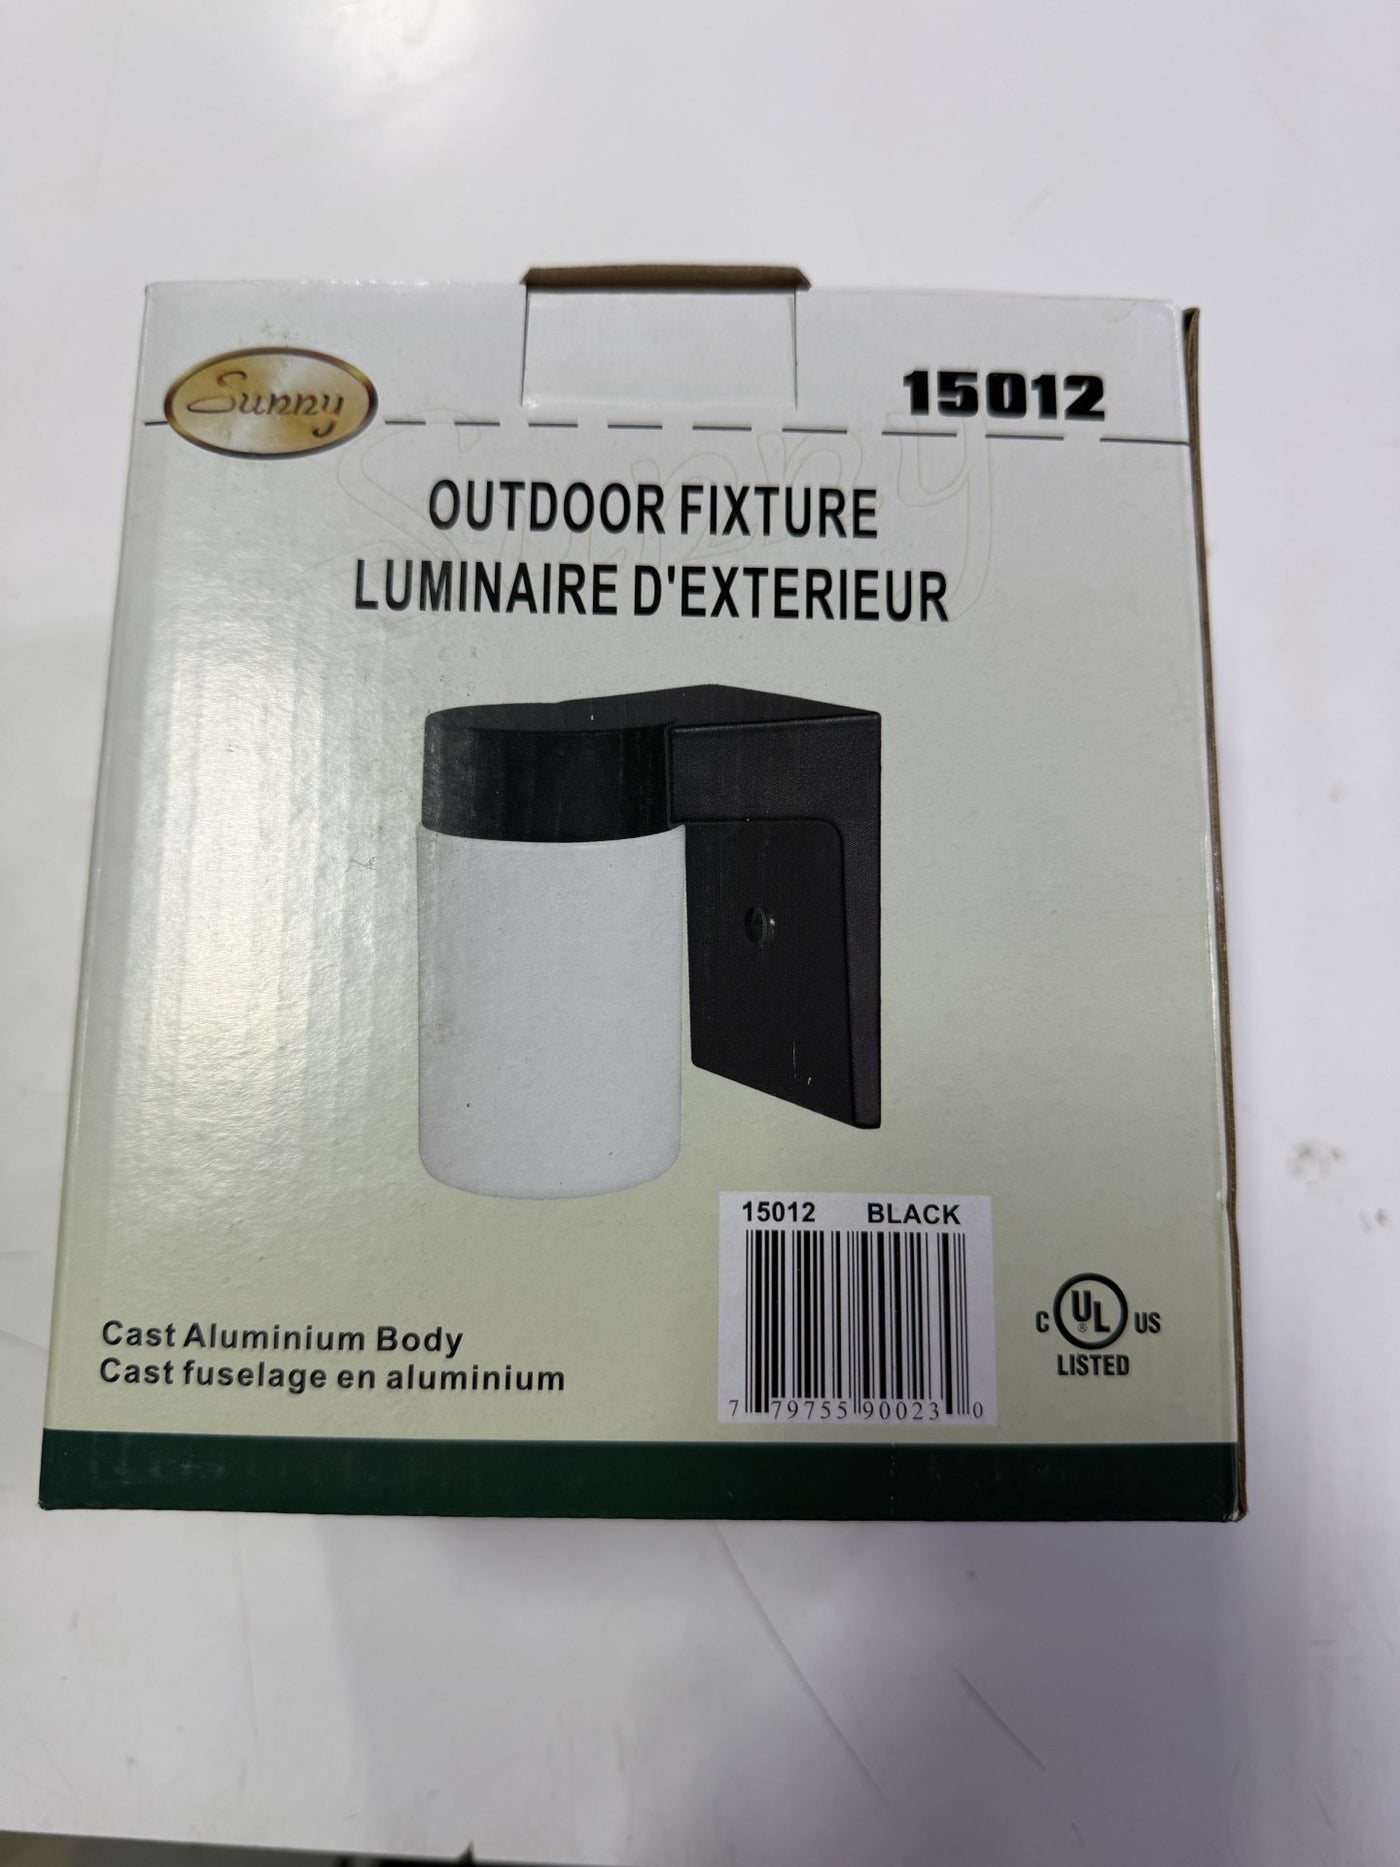 Sunny
15012
OUTDOOR FIXTURE
LUMINAIRE D'EXTERIEUR
15012 BLACK
7 79755 90023 0
Cast Aluminium Body
Cast fuselage en aluminium
C UL® US
LISTED